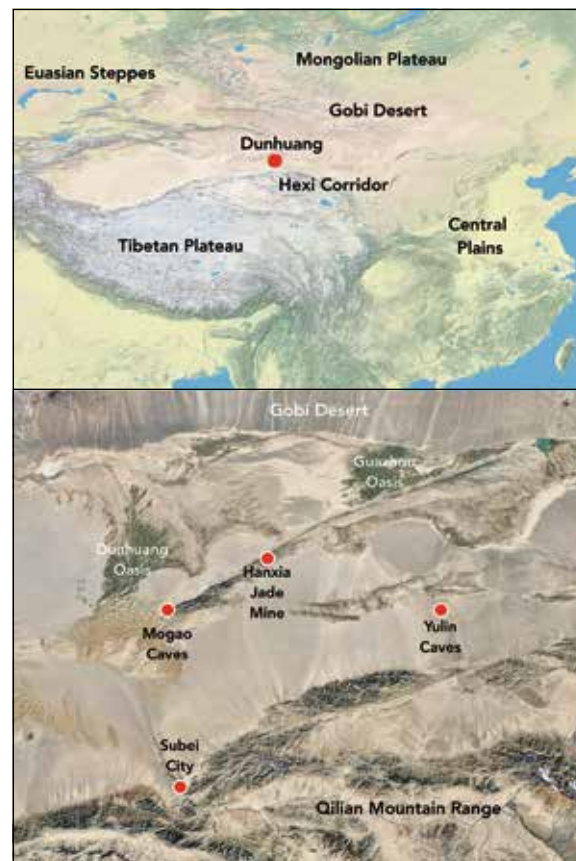 Mongolian Plateau
Euasian Steppes
Gobi Desert
Dunhuang
Hexi Corridor
Central
Plains
Tibetan Plateau
Gobi Desert
Oasis
Dunhuang
Oasis
Hanxia
Jade
Mine
Mogao
Caves
Yulin
Caves
Subei
City
Qilian Mountain Range